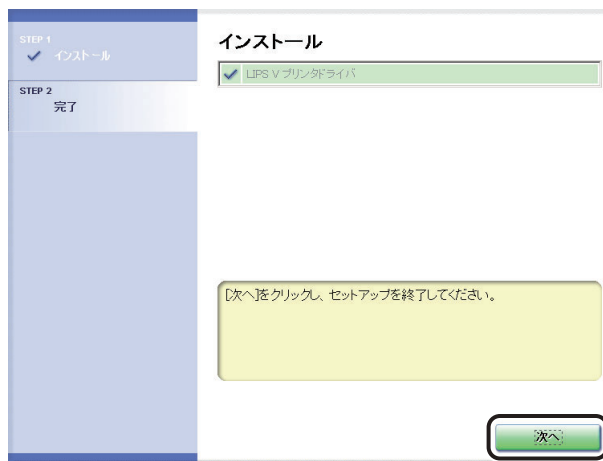 STEP 1
インストール
STEP 2
完了
インストール
LIPS V プリンタドライバ
[次へ]をクリックし、セットアップを終了してください。
次へ